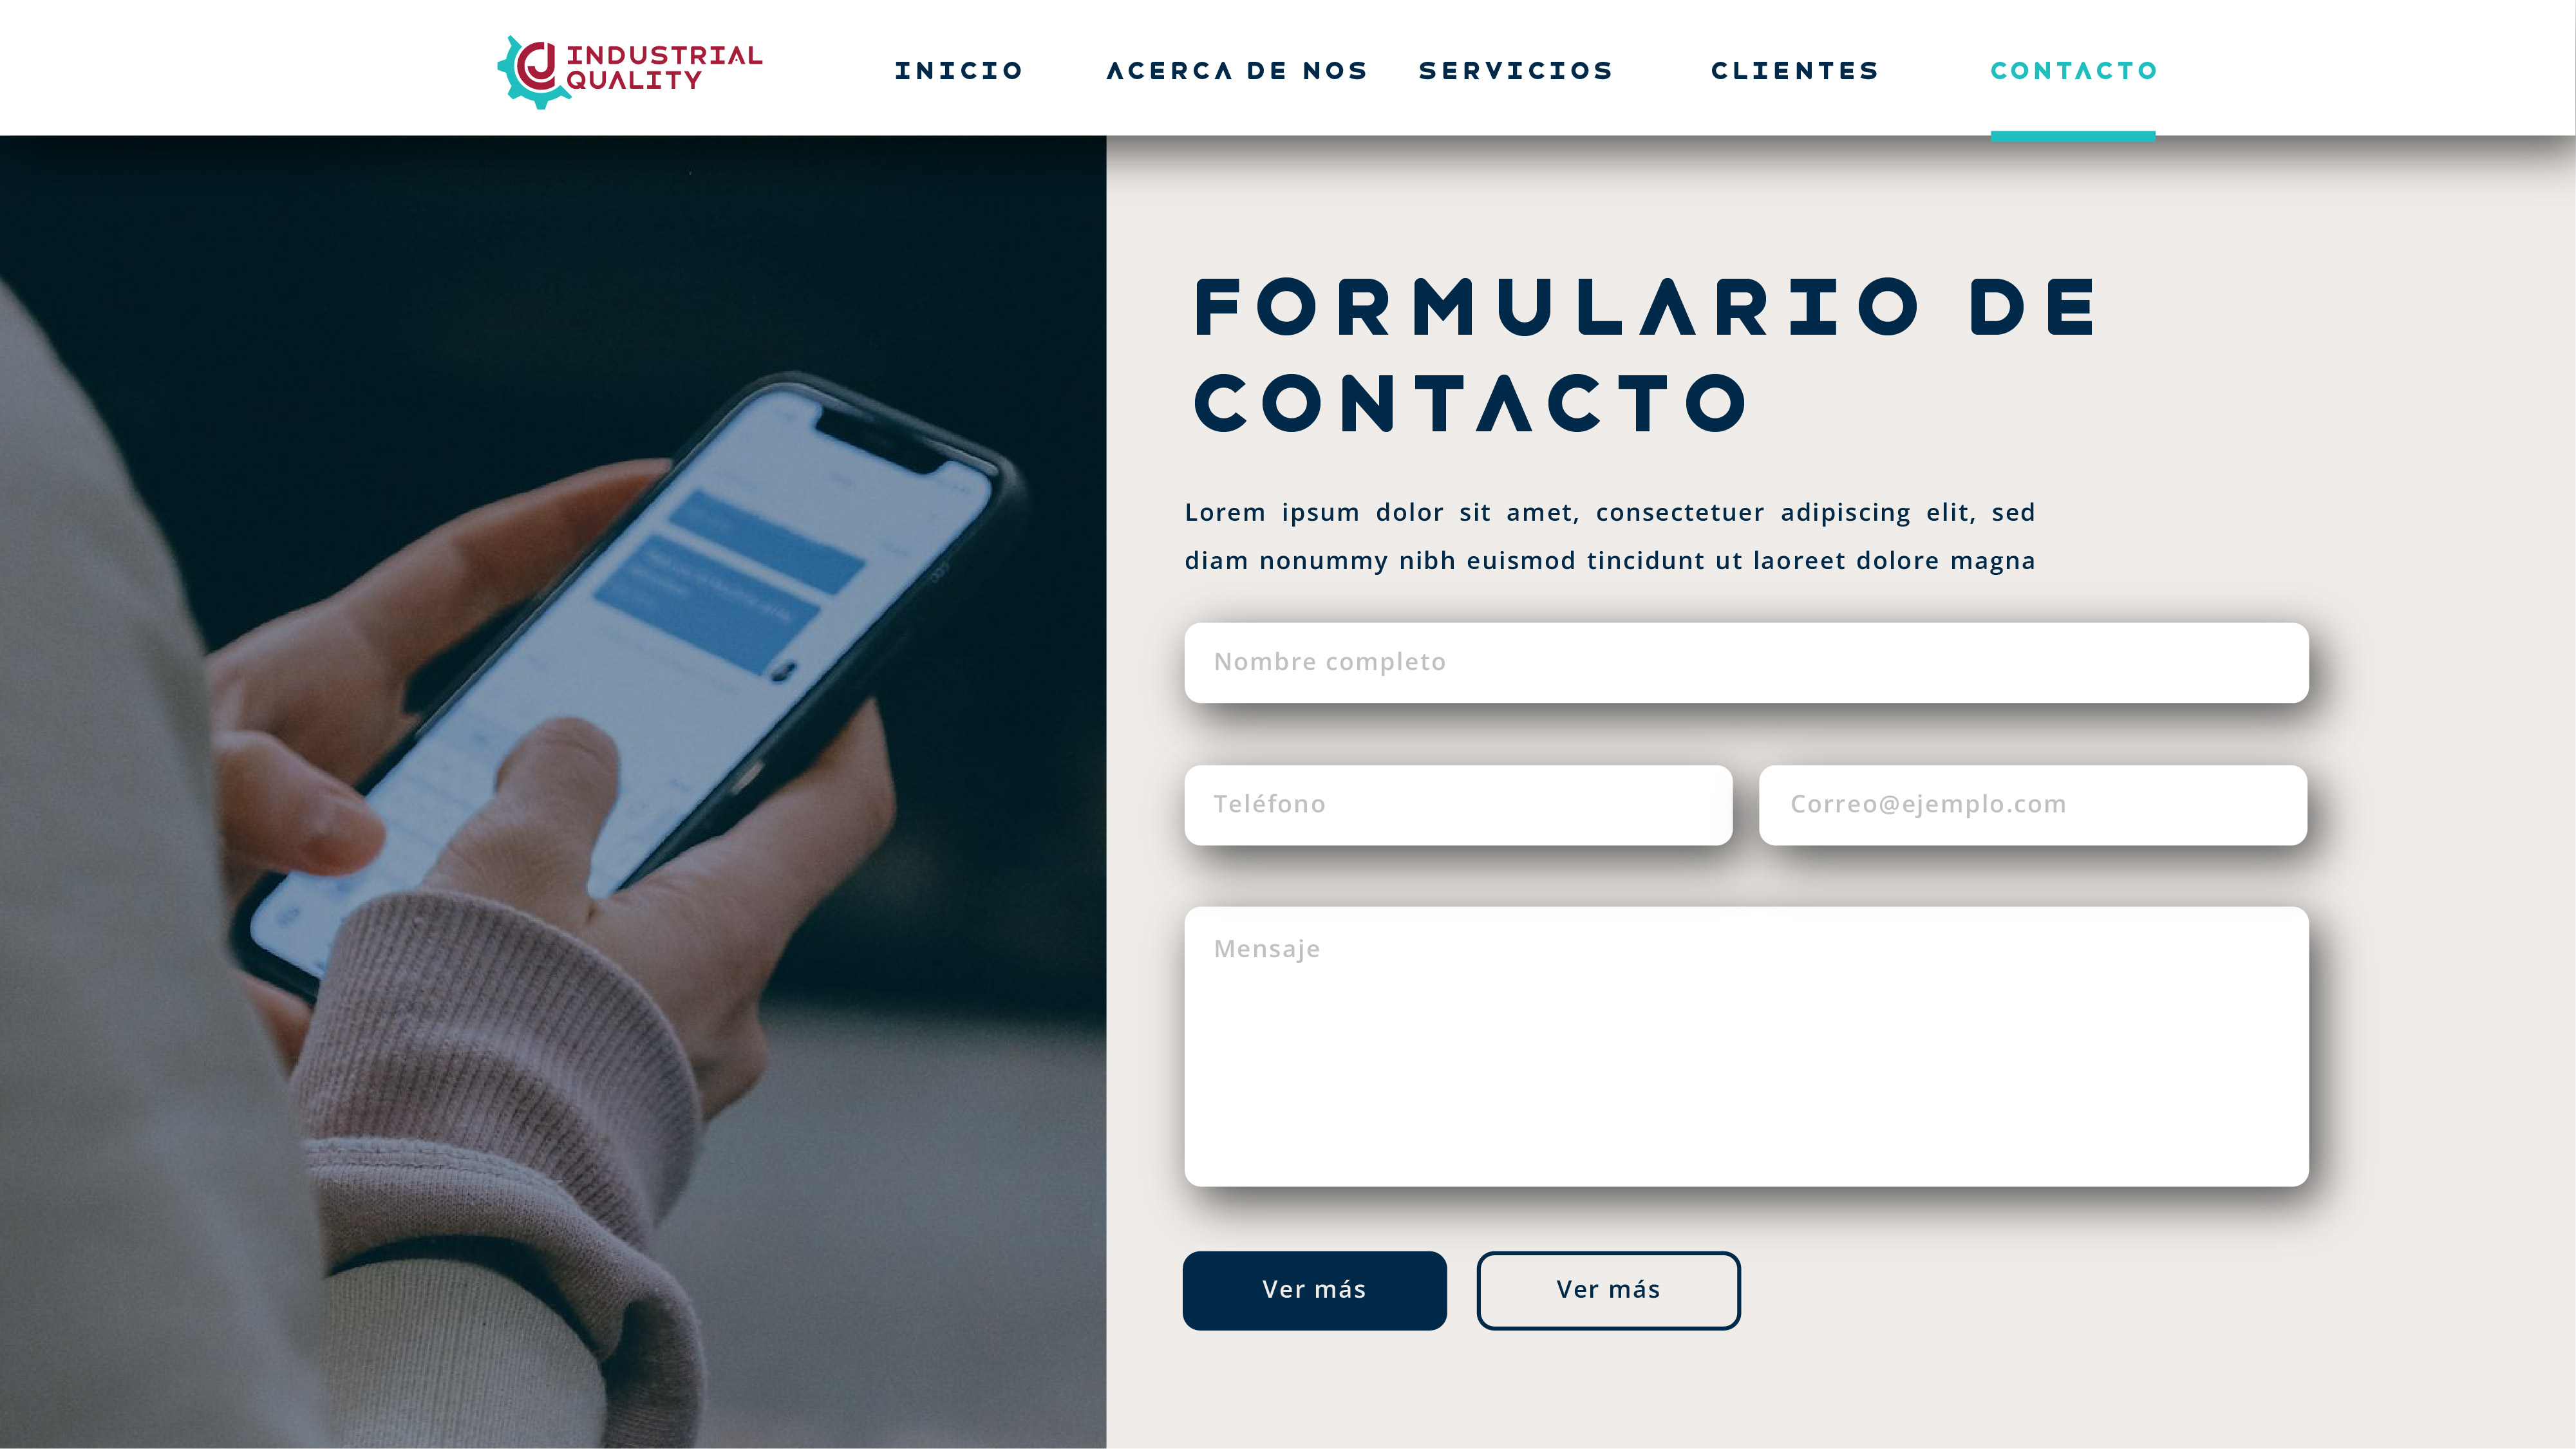 INDUSTRIAL
QUALITY
INICIO
ACERCA DE NOS
SERVICIOS
CLIENTES
CONTACTO
FORMULARIO DE
CONTACTO
Lorem ipsum dolor sit amet, consectetuer adipiscing elit, sed
diam nonummy nibh euismod tincidunt ut laoreet dolore magna
Nombre completo
Teléfono
Correo@ejemplo.com
Mensaje
Ver más
Ver más